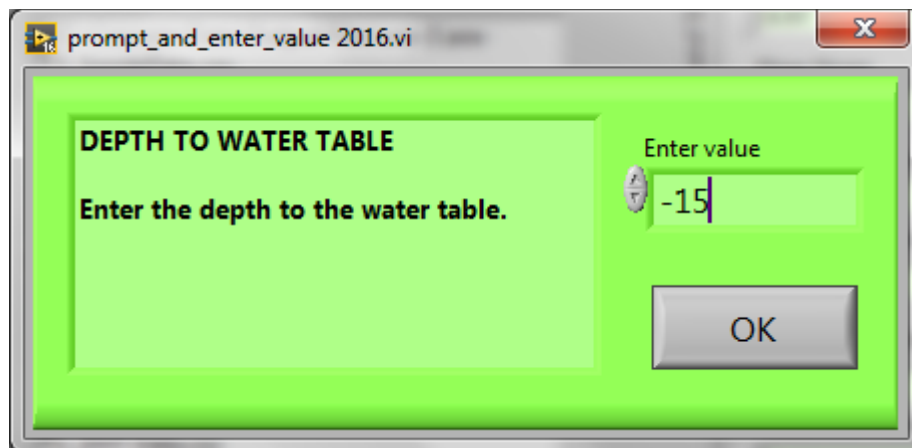 prompt_and_enter_value 2016.vi
DEPTH TO WATER TABLE
Enter the depth to the water table.
Enter value
-15
OK